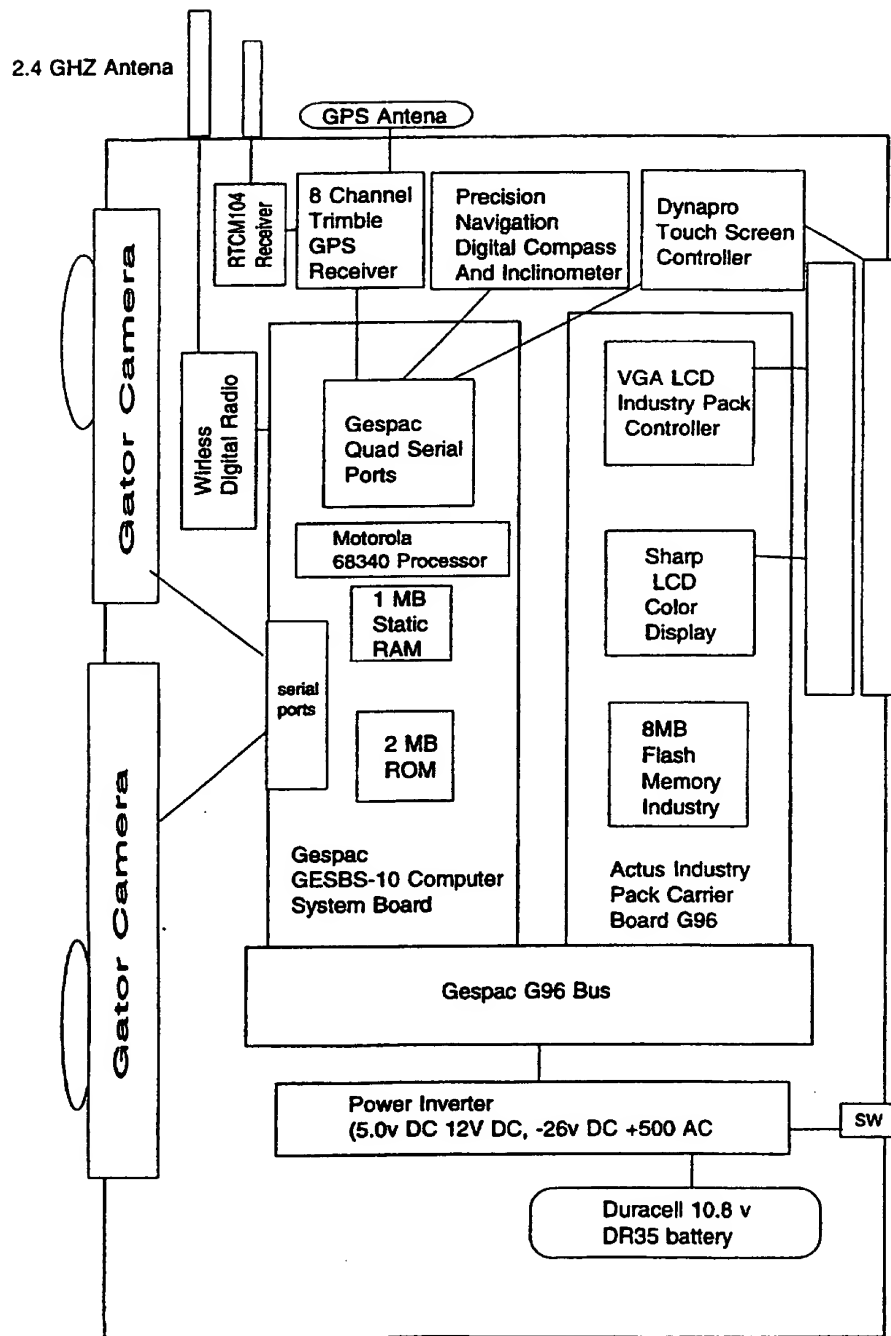 2.4 GHZ Antena
GPS Antena
RTCM104
Receiver
8 Channel
Trimble
GPS
Receiver
Precision
Navigation
Digital Compass
And Inclinometer
Dynapro
Touch Screen
Controller
Gator Camera
Wirless
Digital Radio
Gespac
Quad Serial
Ports
VGA LCD
Industry Pack
Controller
Motorola
68340 Processor
1 MB
Static
RAM
Sharp
LCD
Color
Display
serial
ports
2 MB
ROM
8MB
Flash
Memory
Industry
Gator Camera
Gespac
GESBS-10 Computer
System Board
Actus Industry
Pack Carrier
Board G96
Gespac G96 Bus
Power Inverter
(5.0v DC 12V DC, -26v DC +500 AC
SW
Duracell 10.8 v
DR35 battery